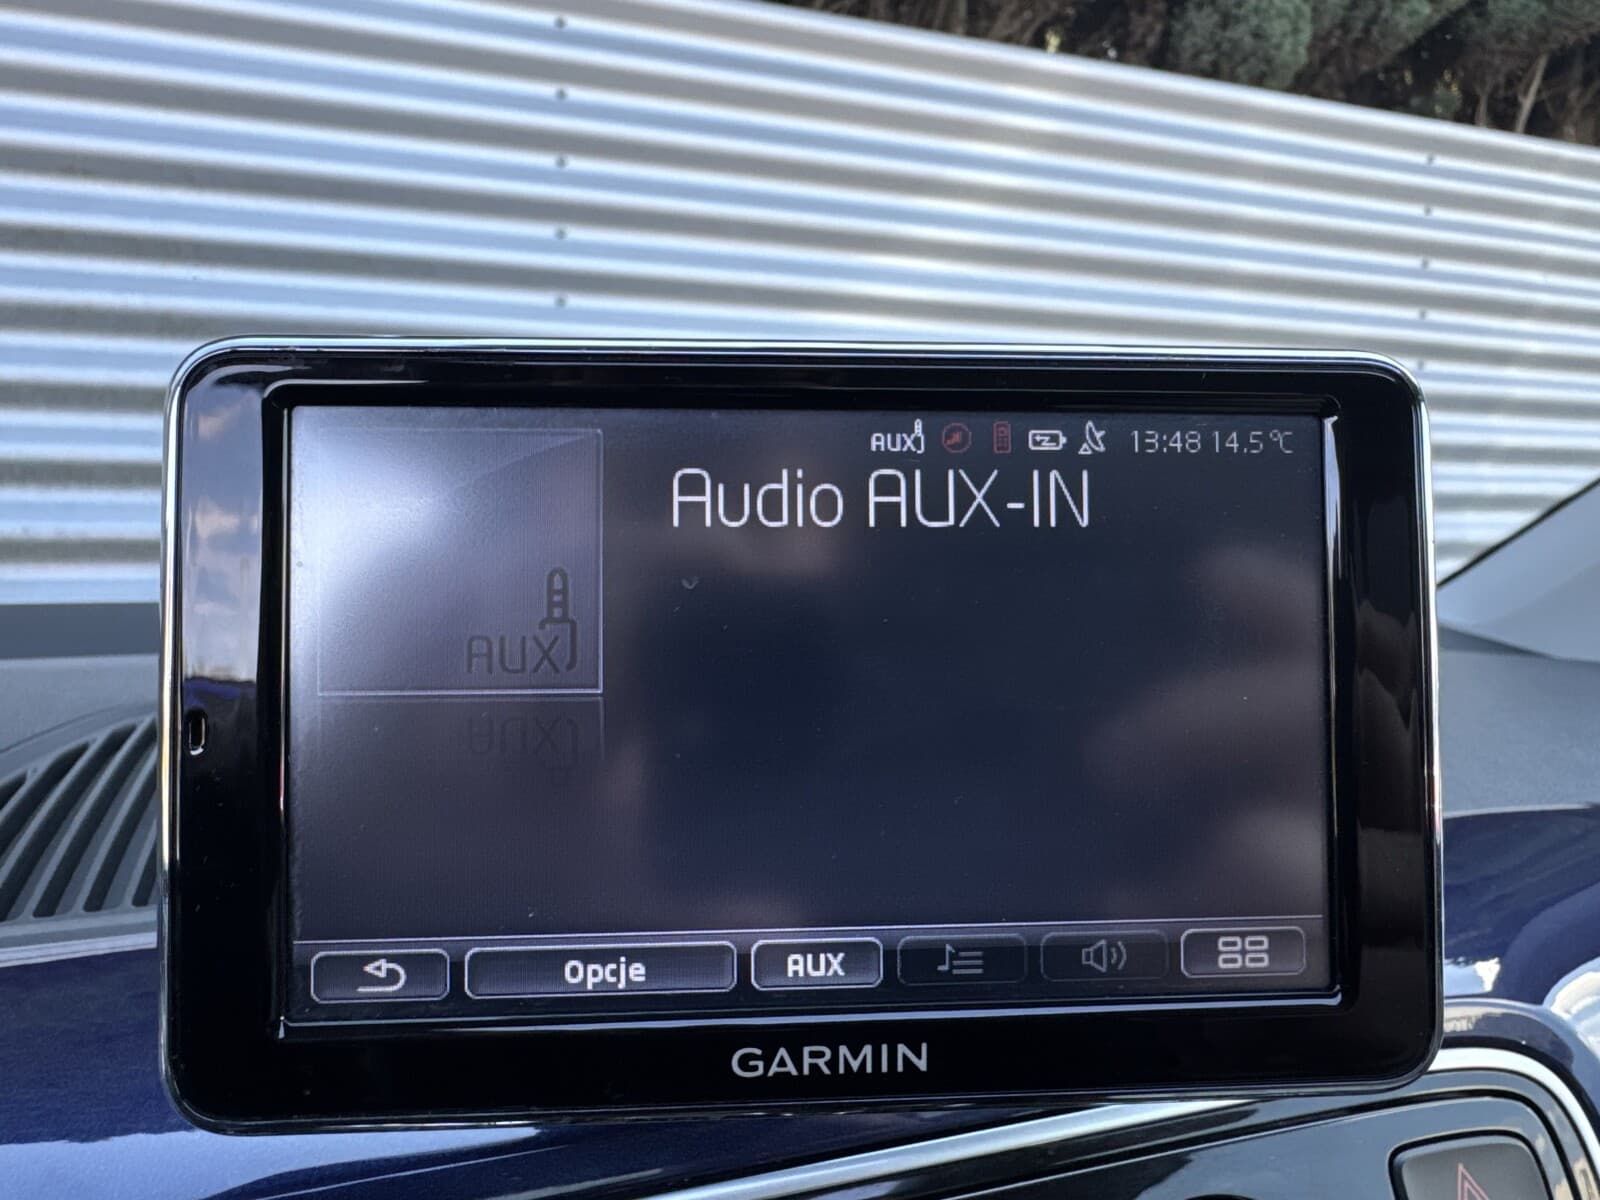 AUX 13:48 14.5°C
Audio AUX-IN
AUX
Opcje AUX
GARMIN